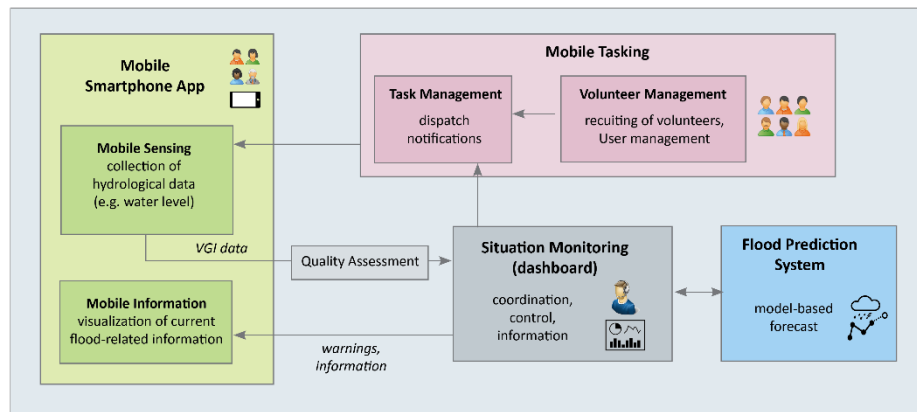 Mobile
Smartphone App
Mobile Sensing
collection of
hydrological data
(e.g. water level)
VGI data
Mobile Information
visualization of current
flood-related information
Mobile Tasking
Task Management
dispatch
notifications
Volunteer Management
recuiting of volunteers,
User management
Quality Assessment
Situation Monitoring
(dashboard)
coordination,
control,
information
warnings,
information
Flood Prediction
System
model-based
forecast